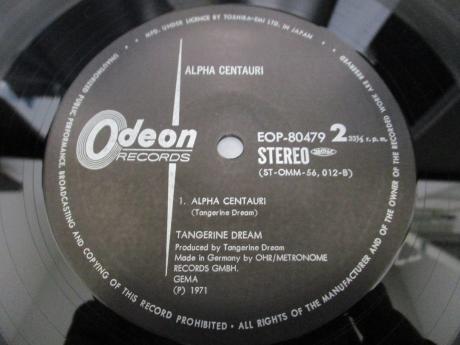 MFD. UNDER LICENCE BY TOSHIBA-EMI LTD. IN JAPAN
ALPHA CENTAURI
Odeon
RECORDS
EOP-80479 2 33⅓ r.p.m.
STEREO
(ST-OMM-56, 012-B)
1. ALPHA CENTAURI
(Tangerine Dream)
TANGERINE DREAM
Produced by Tangerine Dream
Made in Germany by OHR/METRONOME
RECORDS GMBH.
GEMA
(P) 1971
UNAUTHORIZED PUBLIC PERFORMANCE, BROADCASTING AND COPYING OF THIS RECORD PROHIBITED • ALL RIGHTS OF THE MANUFACTURER AND OF THE OWNER OF THE RECORDED WORK ARE RESERVED